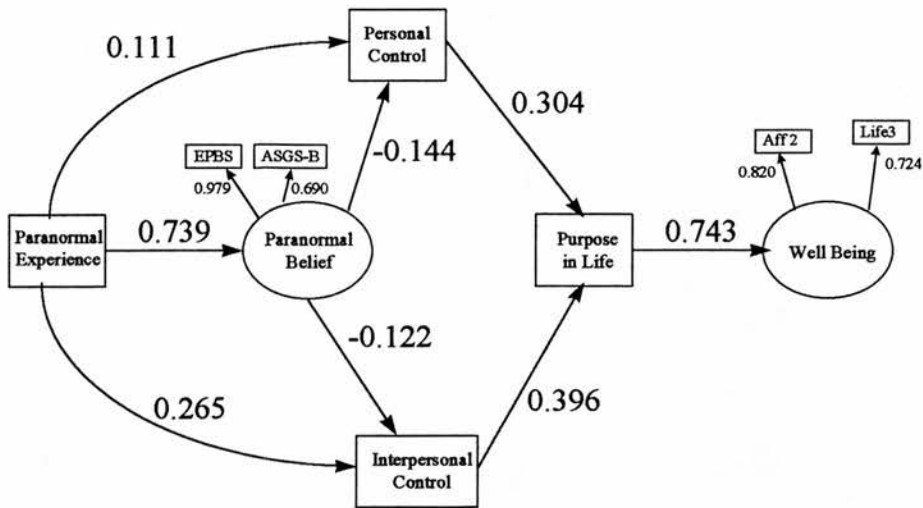 Personal
Control
0.111
0.304
-0.144
EPBS
ASGS-B
0.979
0.690
Aff 2
Life3
0.820
0.724
Paranormal
Experience
0.739
Paranormal
Belief
Purpose
in Life
0.743
Well Being
-0.122
0.265
0.396
Interpersonal
Control